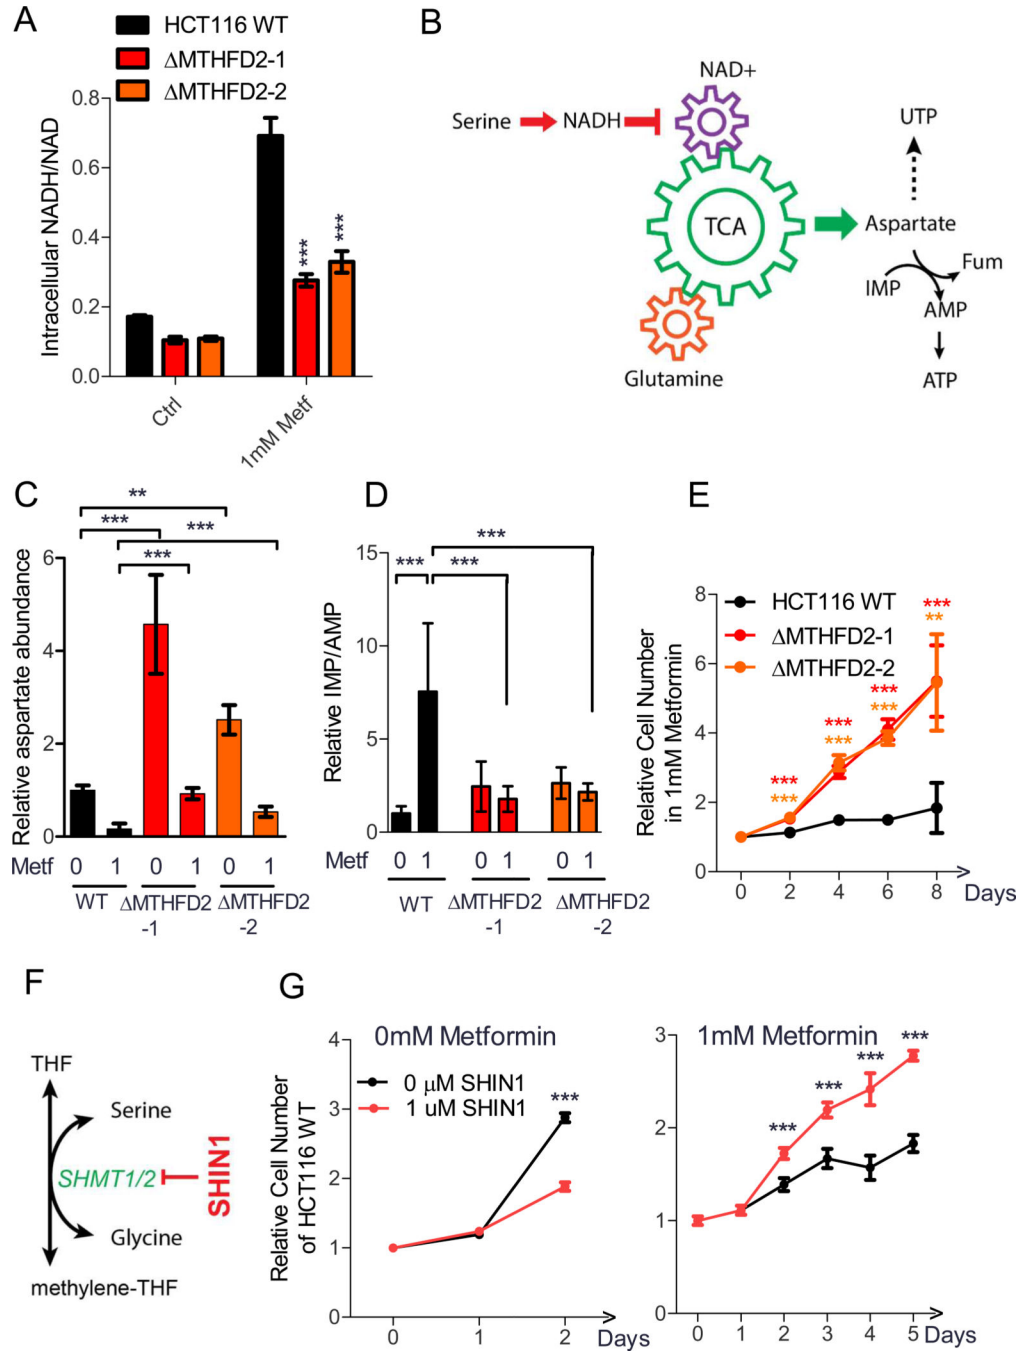 A
HCT116 WT
ΔMTHFD2-1
ΔMTHFD2-2
Intracellular NADH/NAD
0.8
0.6
0.4
0.2
0.0
***
***
Ctrl
1mM Metf
B
NAD+
Serine
NADH
TCA
Glutamine
UTP
Aspartate
IMP
Fum
AMP
ATP
C
**
***
***
***
Relative aspartate abundance
6
4
2
0
Metf 0 1 0 1 0 1
WT ΔMTHFD2 ΔMTHFD2
-1 -2
D
***
***
***
Relative IMP/AMP
15
10
5
0
Metf 0 1 0 1 0 1
WT ΔMTHFD2 ΔMTHFD2
-1 -2
E
HCT116 WT
ΔMTHFD2-1
ΔMTHFD2-2
Relative Cell Number
in 1mM Metformin
8
6
4
2
0
***
***
***
***
***
***
***
**
0 2 4 6 8 Days
F
THF
Serine
SHMT1/2
SHIN1
Glycine
methylene-THF
G
0mM Metformin
0 μM SHIN1
1 uM SHIN1
Relative Cell Number
of HCT116 WT
4
3
2
1
0
***
0 1 2 Days
1mM Metformin
3
2
1
0
***
***
***
***
0 1 2 3 4 5 Days